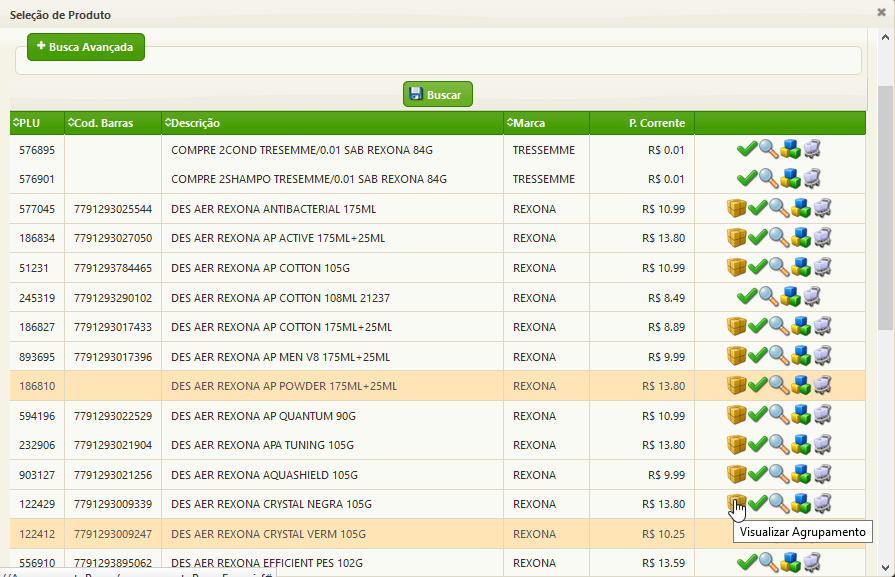 Seleção de Produto
Busca Avançada
Buscar
PLU Cod. Barras Descrição Marca P. Corrente
576895 COMPRE 2COND TRESEMME/0.01 SAB REXONA 84G TRESSEMME R$ 0.01
576901 COMPRE 2SHAMPO TRESEMME/0.01 SAB REXONA 84G TRESSEMME R$ 0.01
577045 7791293025544 DES AER REXONA ANTIBACTERIAL 175ML REXONA R$ 10.99
186834 7791293027050 DES AER REXONA AP ACTIVE 175ML+25ML REXONA R$ 13.80
51231 7791293784465 DES AER REXONA AP COTTON 105G REXONA R$ 10.99
245319 7791293290102 DES AER REXONA AP COTTON 108ML 21237 REXONA R$ 8.49
186827 7791293017433 DES AER REXONA AP COTTON 175ML+25ML REXONA R$ 8.89
893695 7791293017396 DES AER REXONA AP MEN V8 175ML+25ML REXONA R$ 9.99
186810 DES AER REXONA AP POWDER 175ML+25ML REXONA R$ 13.80
594196 7791293022529 DES AER REXONA AP QUANTUM 90G REXONA R$ 10.99
232906 7791293021904 DES AER REXONA APA TUNING 105G REXONA R$ 13.80
903127 7791293021256 DES AER REXONA AQUASHIELD 105G REXONA R$ 9.99
122429 7791293009339 DES AER REXONA CRYSTAL NEGRA 105G REXONA R$ 13.80
122412 7791293009247 DES AER REXONA CRYSTAL VERM 105G REXONA R$ 10.25
Visualizar Agrupamento
556910 7791293895062 DES AER REXONA EFFICIENT PES 102G REXONA R$ 13.59